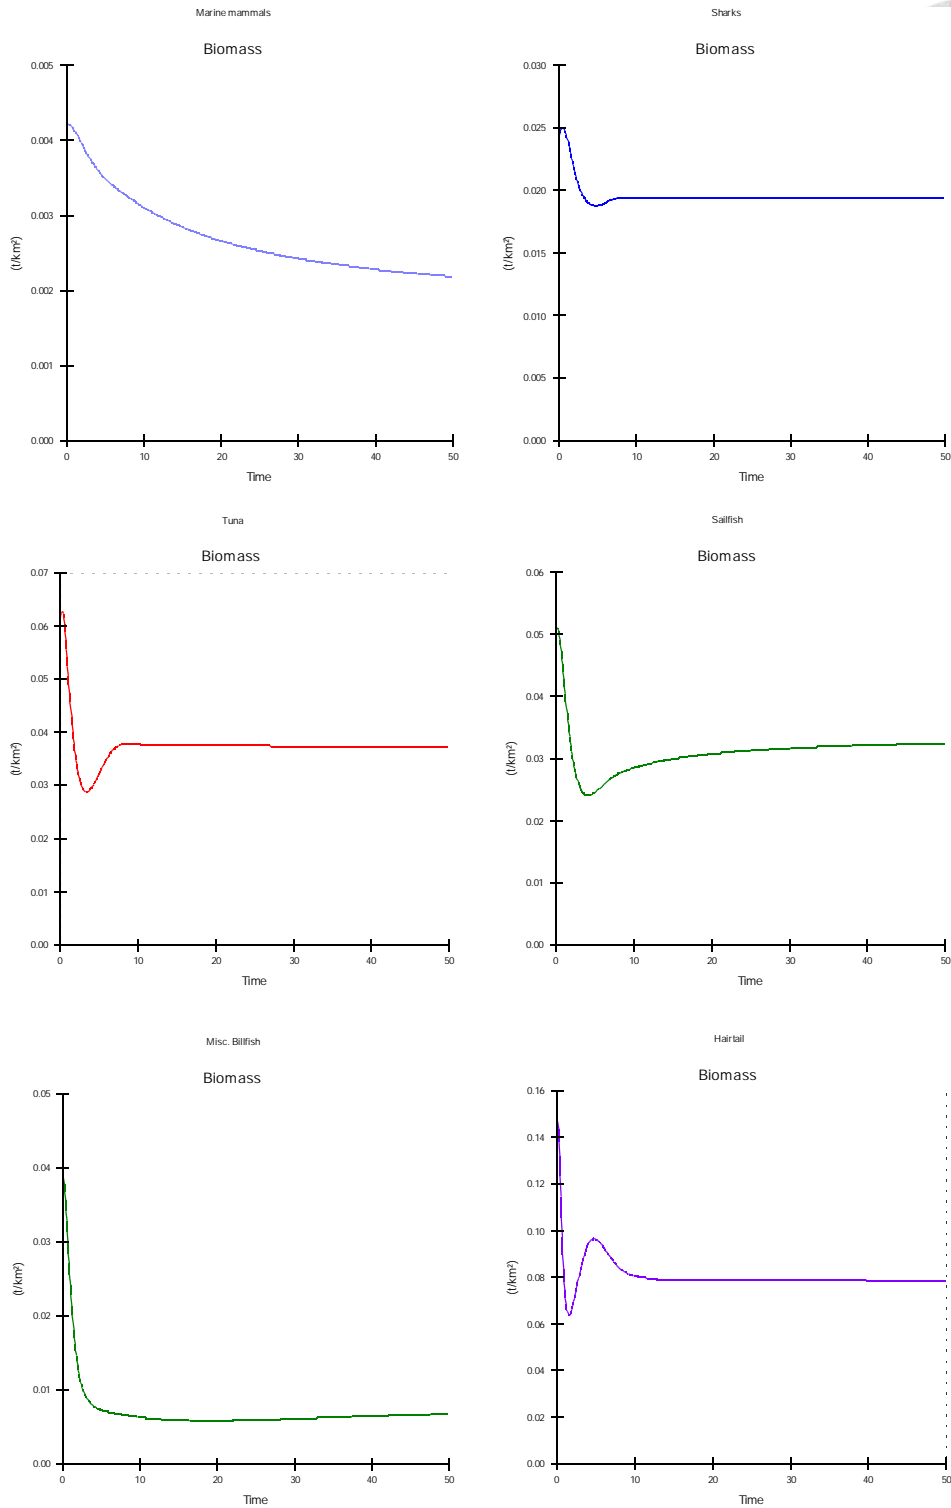 Marine mammals
Biomass
0.005
0.004
0.003
0.002
0.001
0.000
(t/km²)
0 10 20 30 40 50
Time
Sharks
Biomass
0.030
0.025
0.020
0.015
0.010
0.005
0.000
(t/km²)
0 10 20 30 40 50
Time
Tuna
Biomass
0.07
0.06
0.05
0.04
0.03
0.02
0.01
0.00
(t/km²)
0 10 20 30 40 50
Time
Sailfish
Biomass
0.06
0.05
0.04
0.03
0.02
0.01
0.00
(t/km²)
0 10 20 30 40 50
Time
Misc. Billfish
Biomass
0.05
0.04
0.03
0.02
0.01
0.00
(t/km²)
0 10 20 30 40 50
Time
Hairtail
Biomass
0.16
0.14
0.12
0.10
0.08
0.06
0.04
0.02
0.00
(t/km²)
0 10 20 30 40 50
Time